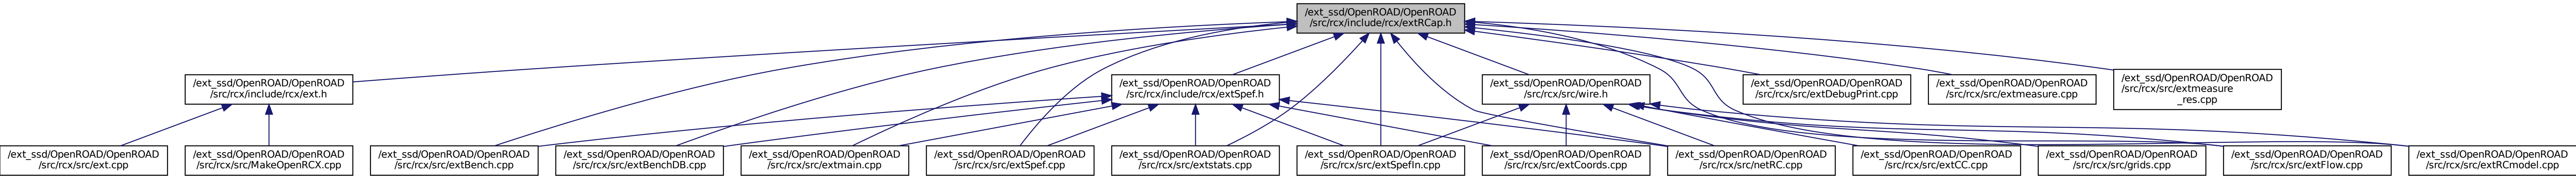 /ext_ssd/OpenROAD/OpenROAD
/src/rcx/include/rcx/extRCap.h
/ext_ssd/OpenROAD/OpenROAD
/src/rcx/include/rcx/ext.h
/ext_ssd/OpenROAD/OpenROAD
/src/rcx/include/rcx/extSpef.h
/ext_ssd/OpenROAD/OpenROAD
/src/rcx/src/wire.h
/ext_ssd/OpenROAD/OpenROAD
/src/rcx/src/extDebugPrint.cpp
/ext_ssd/OpenROAD/OpenROAD
/src/rcx/src/extmeasure.cpp
/ext_ssd/OpenROAD/OpenROAD
/src/rcx/src/extmeasure
_res.cpp
/ext_ssd/OpenROAD/OpenROAD
/src/rcx/src/ext.cpp
/ext_ssd/OpenROAD/OpenROAD
/src/rcx/src/MakeOpenRCX.cpp
/ext_ssd/OpenROAD/OpenROAD
/src/rcx/src/extBench.cpp
/ext_ssd/OpenROAD/OpenROAD
/src/rcx/src/extBenchDB.cpp
/ext_ssd/OpenROAD/OpenROAD
/src/rcx/src/extmain.cpp
/ext_ssd/OpenROAD/OpenROAD
/src/rcx/src/extSpef.cpp
/ext_ssd/OpenROAD/OpenROAD
/src/rcx/src/extstats.cpp
/ext_ssd/OpenROAD/OpenROAD
/src/rcx/src/extSpefIn.cpp
/ext_ssd/OpenROAD/OpenROAD
/src/rcx/src/extCoords.cpp
/ext_ssd/OpenROAD/OpenROAD
/src/rcx/src/netRC.cpp
/ext_ssd/OpenROAD/OpenROAD
/src/rcx/src/extCC.cpp
/ext_ssd/OpenROAD/OpenROAD
/src/rcx/src/grids.cpp
/ext_ssd/OpenROAD/OpenROAD
/src/rcx/src/extFlow.cpp
/ext_ssd/OpenROAD/OpenROAD
/src/rcx/src/extRCmodel.cpp